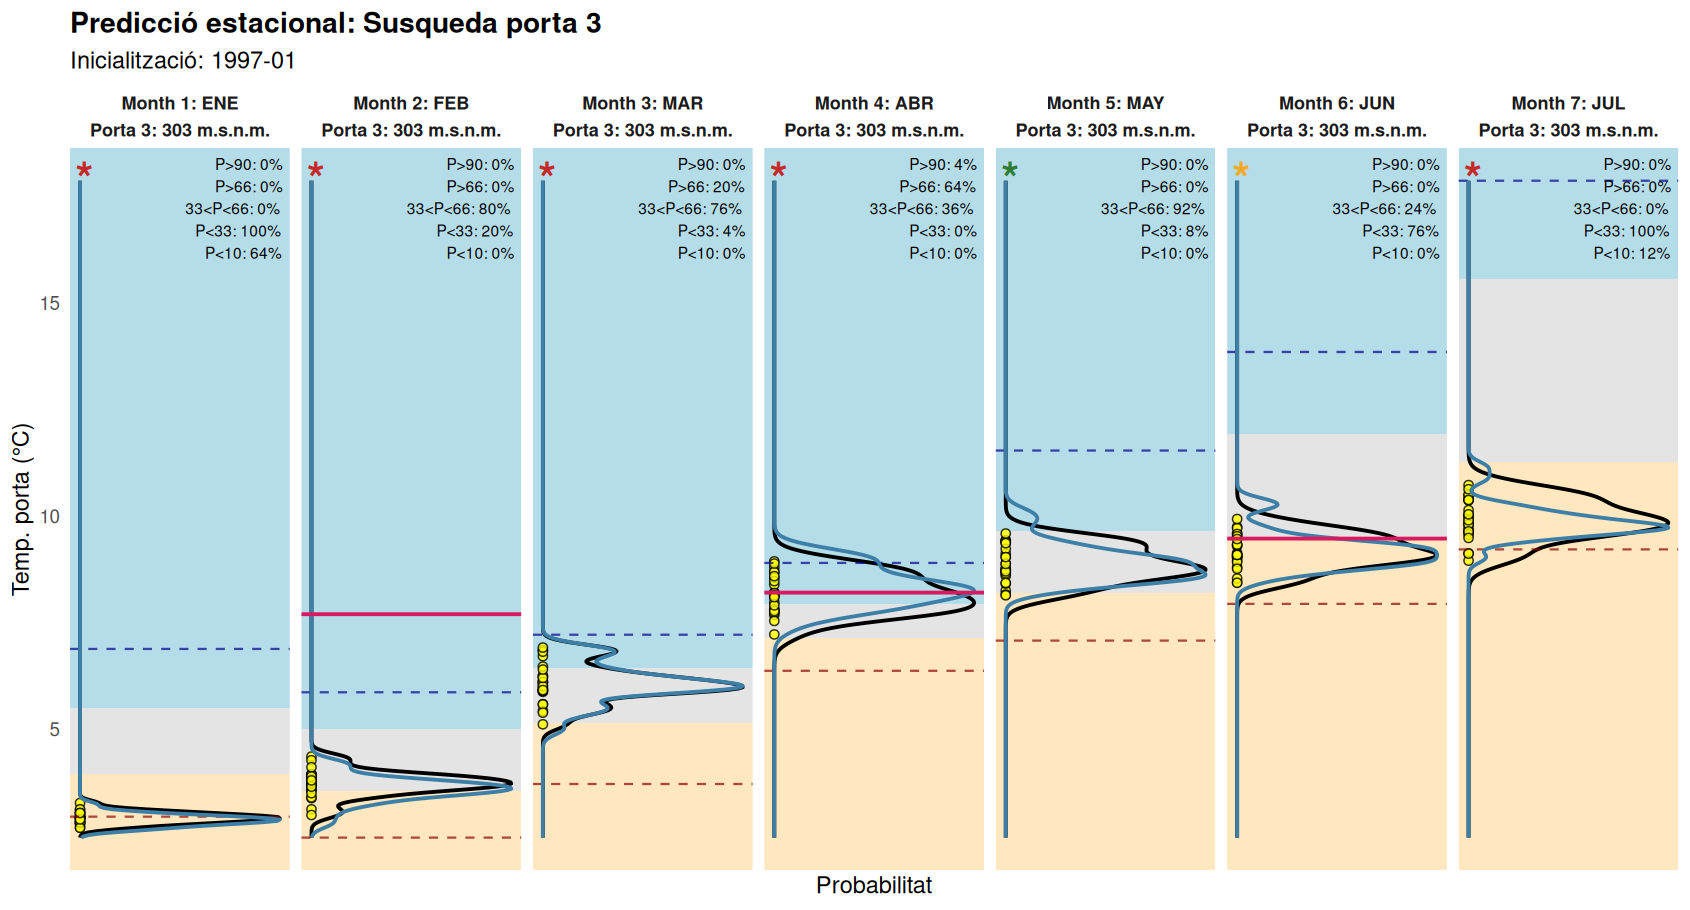 Predicció estacional: Susqueda porta 3
Inicialització: 1997-01
Month 1: ENE
Porta 3: 303 m.s.n.m.
Month 2: FEB
Porta 3: 303 m.s.n.m.
Month 3: MAR
Porta 3: 303 m.s.n.m.
Month 4: ABR
Porta 3: 303 m.s.n.m.
Month 5: MAY
Porta 3: 303 m.s.n.m.
Month 6: JUN
Porta 3: 303 m.s.n.m.
Month 7: JUL
Porta 3: 303 m.s.n.m.
*
P>90: 0%
P>66: 0%
33<P<66: 0%
P<33: 100%
P<10: 64%
*
P>90: 0%
P>66: 0%
33<P<66: 80%
P<33: 20%
P<10: 0%
*
P>90: 0%
P>66: 20%
33<P<66: 76%
P<33: 4%
P<10: 0%
*
P>90: 4%
P>66: 64%
33<P<66: 36%
P<33: 0%
P<10: 0%
*
P>90: 0%
P>66: 0%
33<P<66: 92%
P<33: 8%
P<10: 0%
*
P>90: 0%
P>66: 0%
33<P<66: 24%
P<33: 76%
P<10: 0%
*
P>90: 0%
P>66: 0%
33<P<66: 0%
P<33: 100%
P<10: 12%
15
10
5
Temp. porta (°C)
Probabilitat